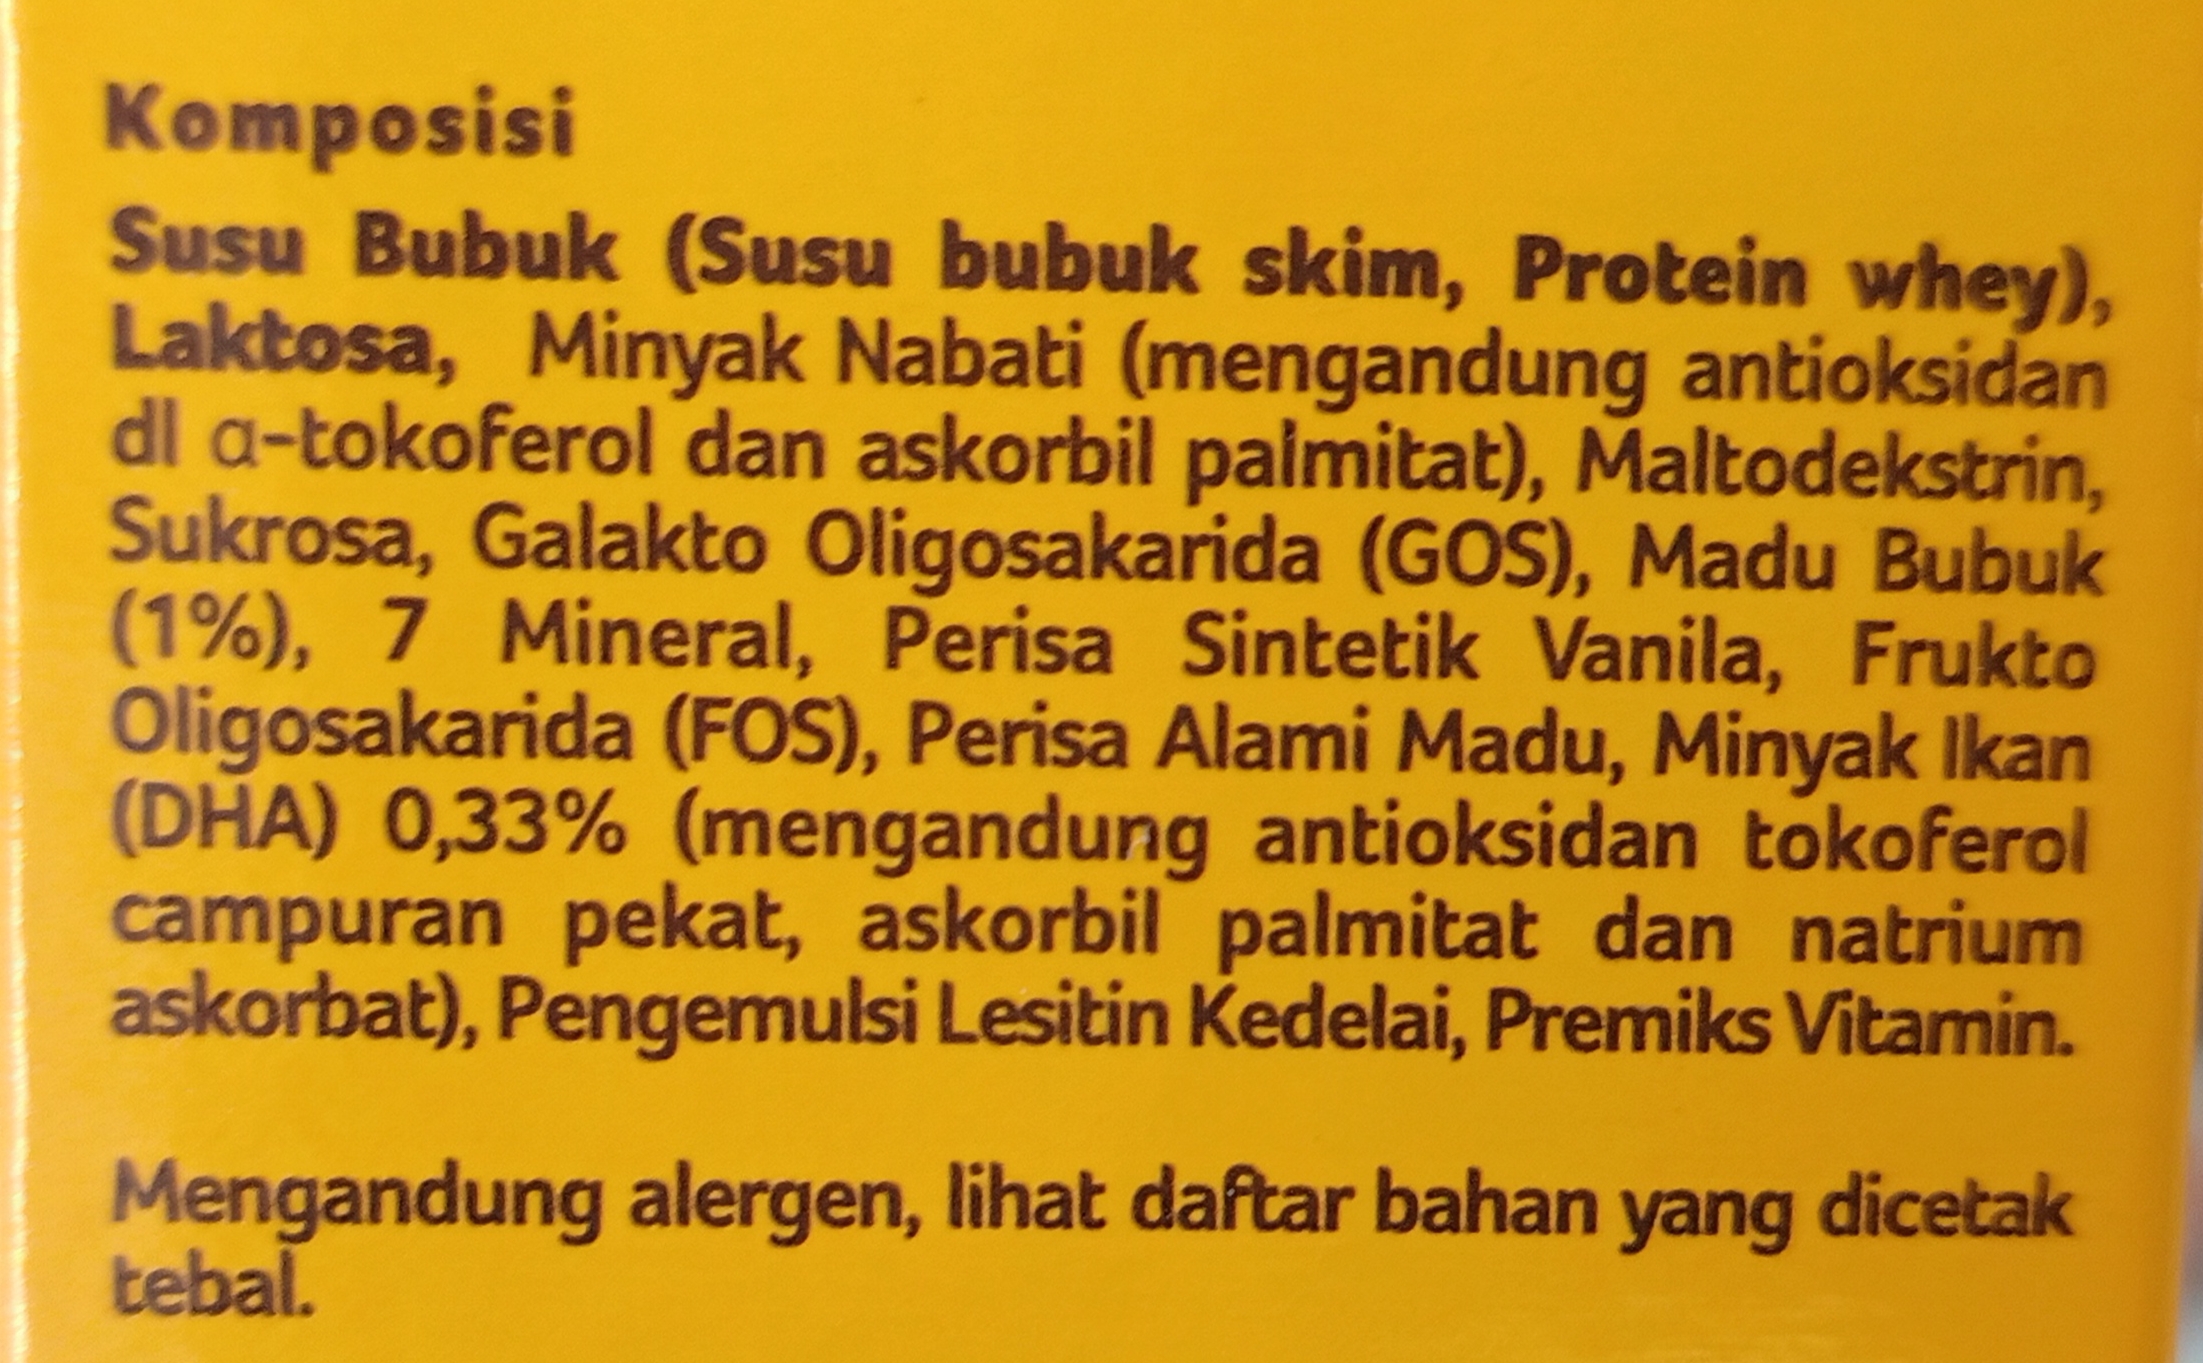 Komposisi
Susu Bubuk (Susu bubuk skim, Protein whey),
Laktosa, Minyak Nabati (mengandung antioksidan
dl α-tokoferol dan askorbil palmitat), Maltodekstrin,
Sukrosa, Galakto Oligosakarida (GOS), Madu Bubuk
(1%), 7 Mineral, Perisa Sintetik Vanila, Frukto
Oligosakarida (FOS), Perisa Alami Madu, Minyak Ikan
(DHA) 0,33% (mengandung antioksidan tokoferol
campuran pekat, askorbil palmitat dan natrium
askorbat), Pengemulsi Lesitin Kedelai, Premiks Vitamin.
Mengandung alergen, lihat daftar bahan yang dicetak
tebal.